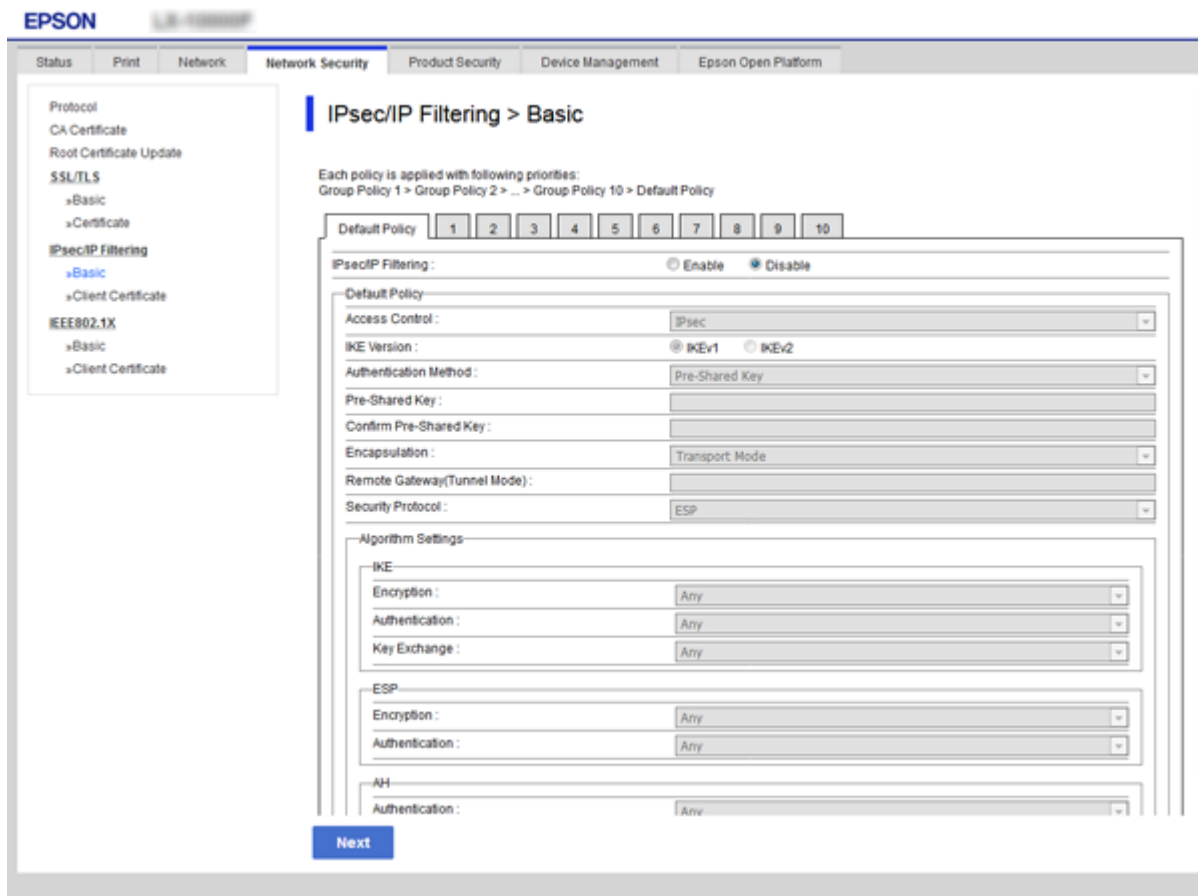 EPSON
Status Print Network Network Security Product Security Device Management Epson Open Platform
Protocol
CA Certificate
Root Certificate Update
SSL/TLS
»Basic
»Certificate
IPsec/IP Filtering
»Basic
»Client Certificate
IEEE802.1X
»Basic
»Client Certificate
IPsec/IP Filtering > Basic
Each policy is applied with following priorities:
Group Policy 1 > Group Policy 2 > ... > Group Policy 10 > Default Policy
Default Policy 1 2 3 4 5 6 7 8 9 10
IPsec/IP Filtering : Enable Disable
Default Policy
Access Control : IPsec
IKE Version : IKEv1 IKEv2
Authentication Method : Pre-Shared Key
Pre-Shared Key :
Confirm Pre-Shared Key :
Encapsulation : Transport Mode
Remote Gateway(Tunnel Mode) :
Security Protocol : ESP
Algorithm Settings
IKE
Encryption : Any
Authentication : Any
Key Exchange : Any
ESP
Encryption : Any
Authentication : Any
AH
Authentication : Any
Next